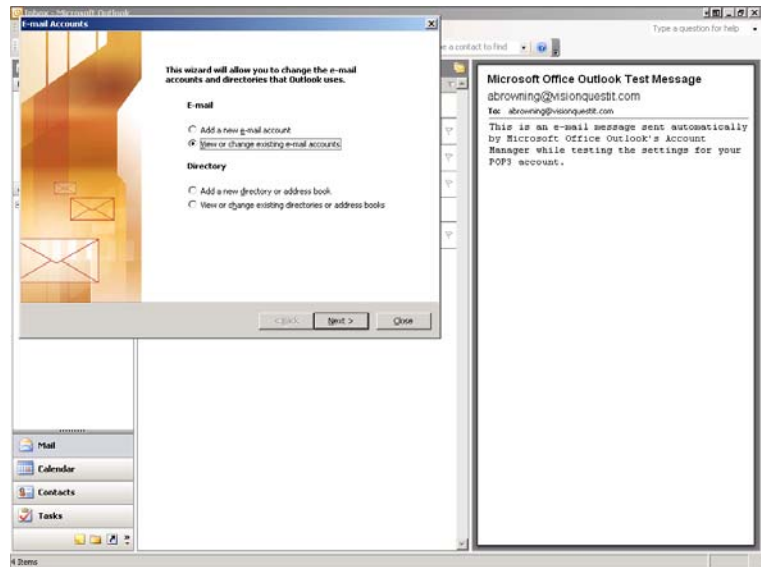 Inbox - Microsoft Outlook
E-mail Accounts
Type a question for help
e a contact to find
This wizard will allow you to change the e-mail
accounts and directories that Outlook uses.
E-mail
Add a new e-mail account
View or change existing e-mail accounts
Directory
Add a new directory or address book
View or change existing directories or address books
< Back
Next >
Close
Microsoft Office Outlook Test Message
abrowning@visionquestit.com
To: abrowning@visionquestit.com
This is an e-mail message sent automatically
by Microsoft Office Outlook's Account
Manager while testing the settings for your
POP3 account.
Mail
Calendar
Contacts
Tasks
4 Items